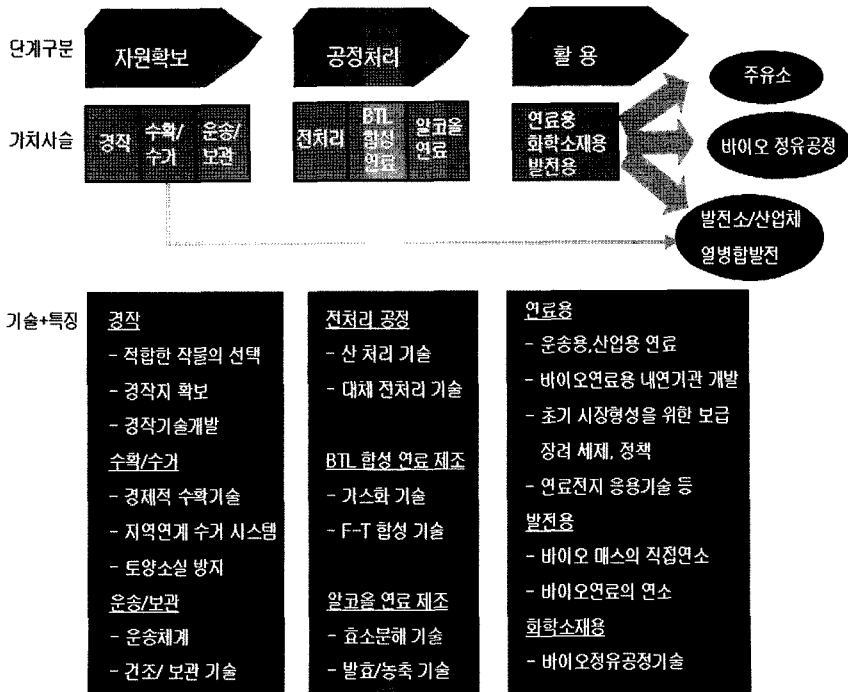 단계구분
자원확보
공정처리
활 용
주유소
가치사슬
경작
수확/
수거
운송/
보관
전처리
BTL
합성
연료
알코올
연료
연료용
화학소재용
발전용
바이오 정유공정
발전소/산업체
열병합발전
기술+특징
경작
- 적합한 작물의 선택
- 경작지 확보
- 경작기술개발
수확/수거
- 경제적 수확기술
- 지역연계 수거 시스템
- 토양소실 방지
운송/보관
- 운송체계
- 건조/ 보관 기술
전처리 공정
- 산 처리 기술
- 대체 전처리 기술
BTL 합성 연료 제조
- 가스화 기술
- F-T 합성 기술
알코올 연료 제조
- 효소분해 기술
- 발효/농축 기술
연료용
- 운송용,산업용 연료
- 바이오연료용 내연기관 개발
- 초기 시장형성을 위한 보급
장려 세제, 정책
- 연료전지 응용기술 등
발전용
- 바이오 매스의 직접연소
- 바이오연료의 연소
화학소재용
- 바이오정유공정기술